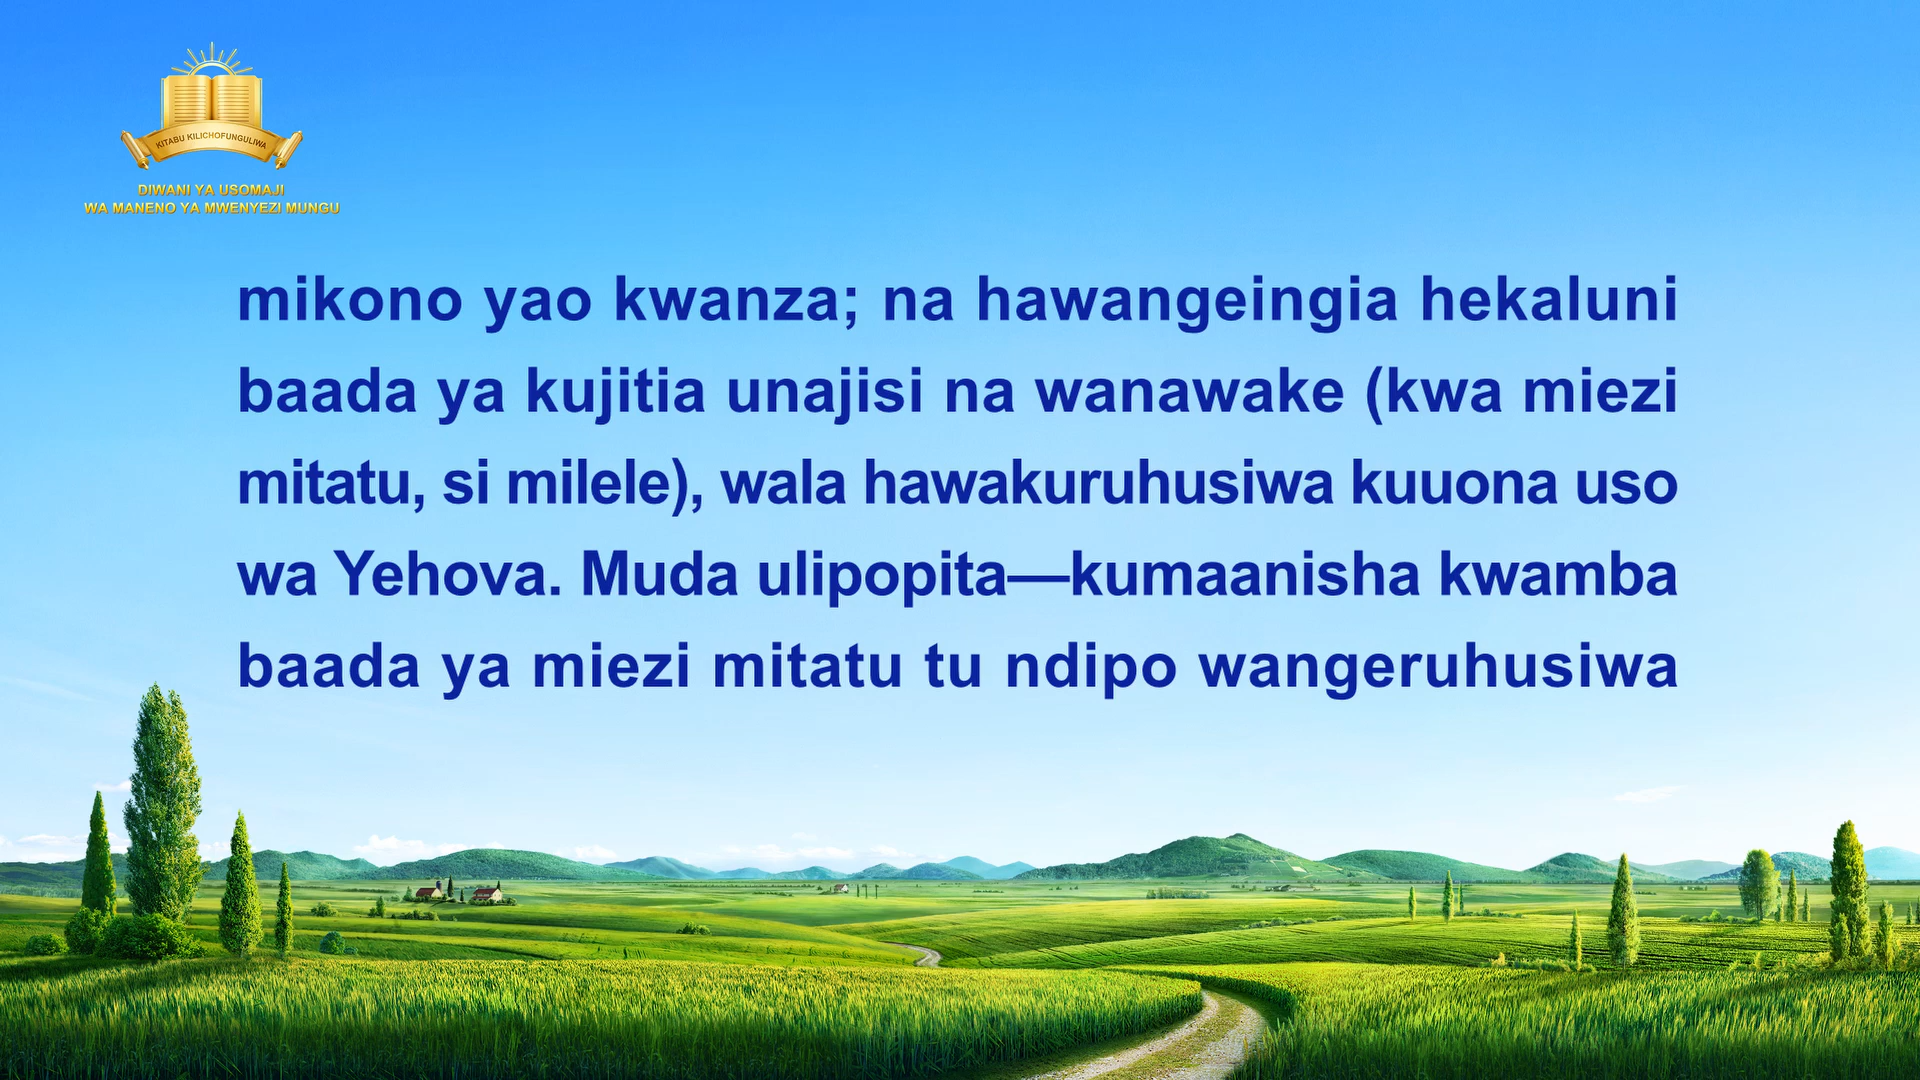 KITABU KILICHOFUNGULIWA
DIWANI YA USOMAJI
WA MANENO YA MWENYEZI MUNGU
mikono yao kwanza; na hawangeingia hekaluni
baada ya kujitia unajisi na wanawake (kwa miezi
mitatu, si milele), wala hawakuruhusiwa kuuona uso
wa Yehova. Muda ulipopita—kumaanisha kwamba
baada ya miezi mitatu tu ndipo wangeruhusiwa